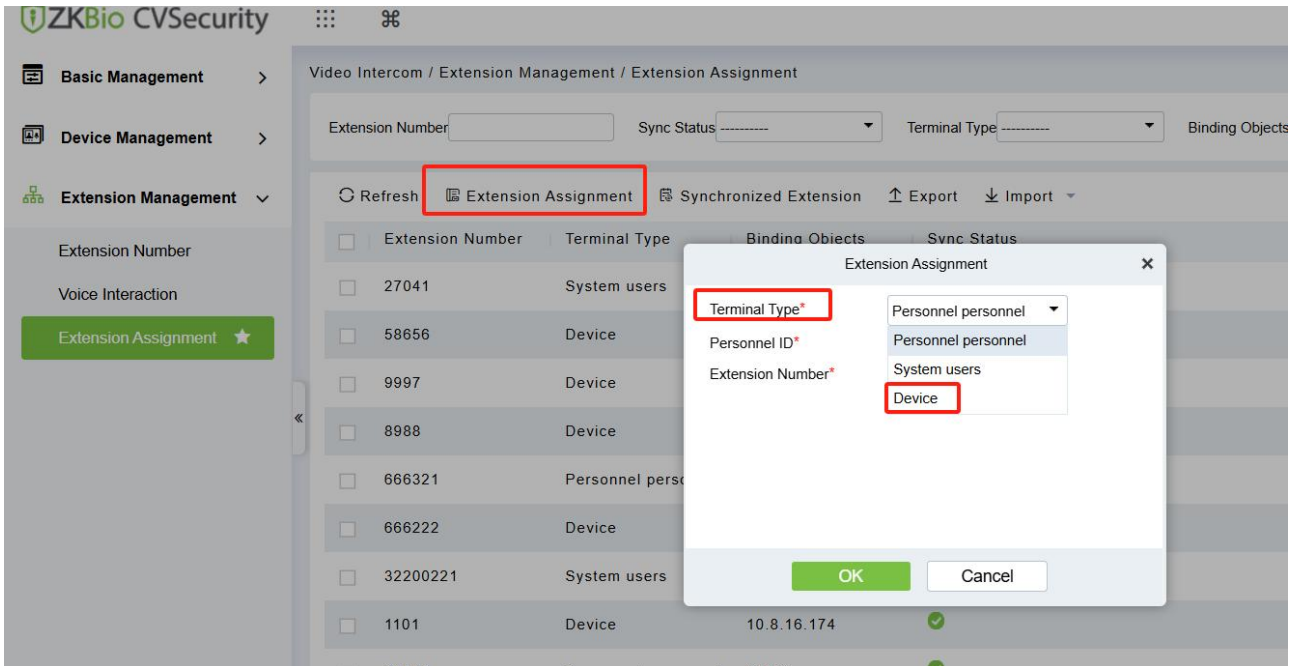 ZKBio CVSecurity
Basic Management
Device Management
Extension Management
Extension Number
Voice Interaction
Extension Assignment
Video Intercom / Extension Management / Extension Assignment
Extension Number Sync Status ---------- Terminal Type ---------- Binding Objects
Refresh Extension Assignment Synchronized Extension Export Import
Extension Number Terminal Type Binding Objects Sync Status
27041 System users
58656 Device
9997 Device
8988 Device
666321 Personnel
666222 Device
32200221 System users
1101 Device 10.8.16.174
Extension Assignment
Terminal Type* Personnel personnel
Personnel ID* Personnel personnel
System users
Extension Number*
Device
OK Cancel